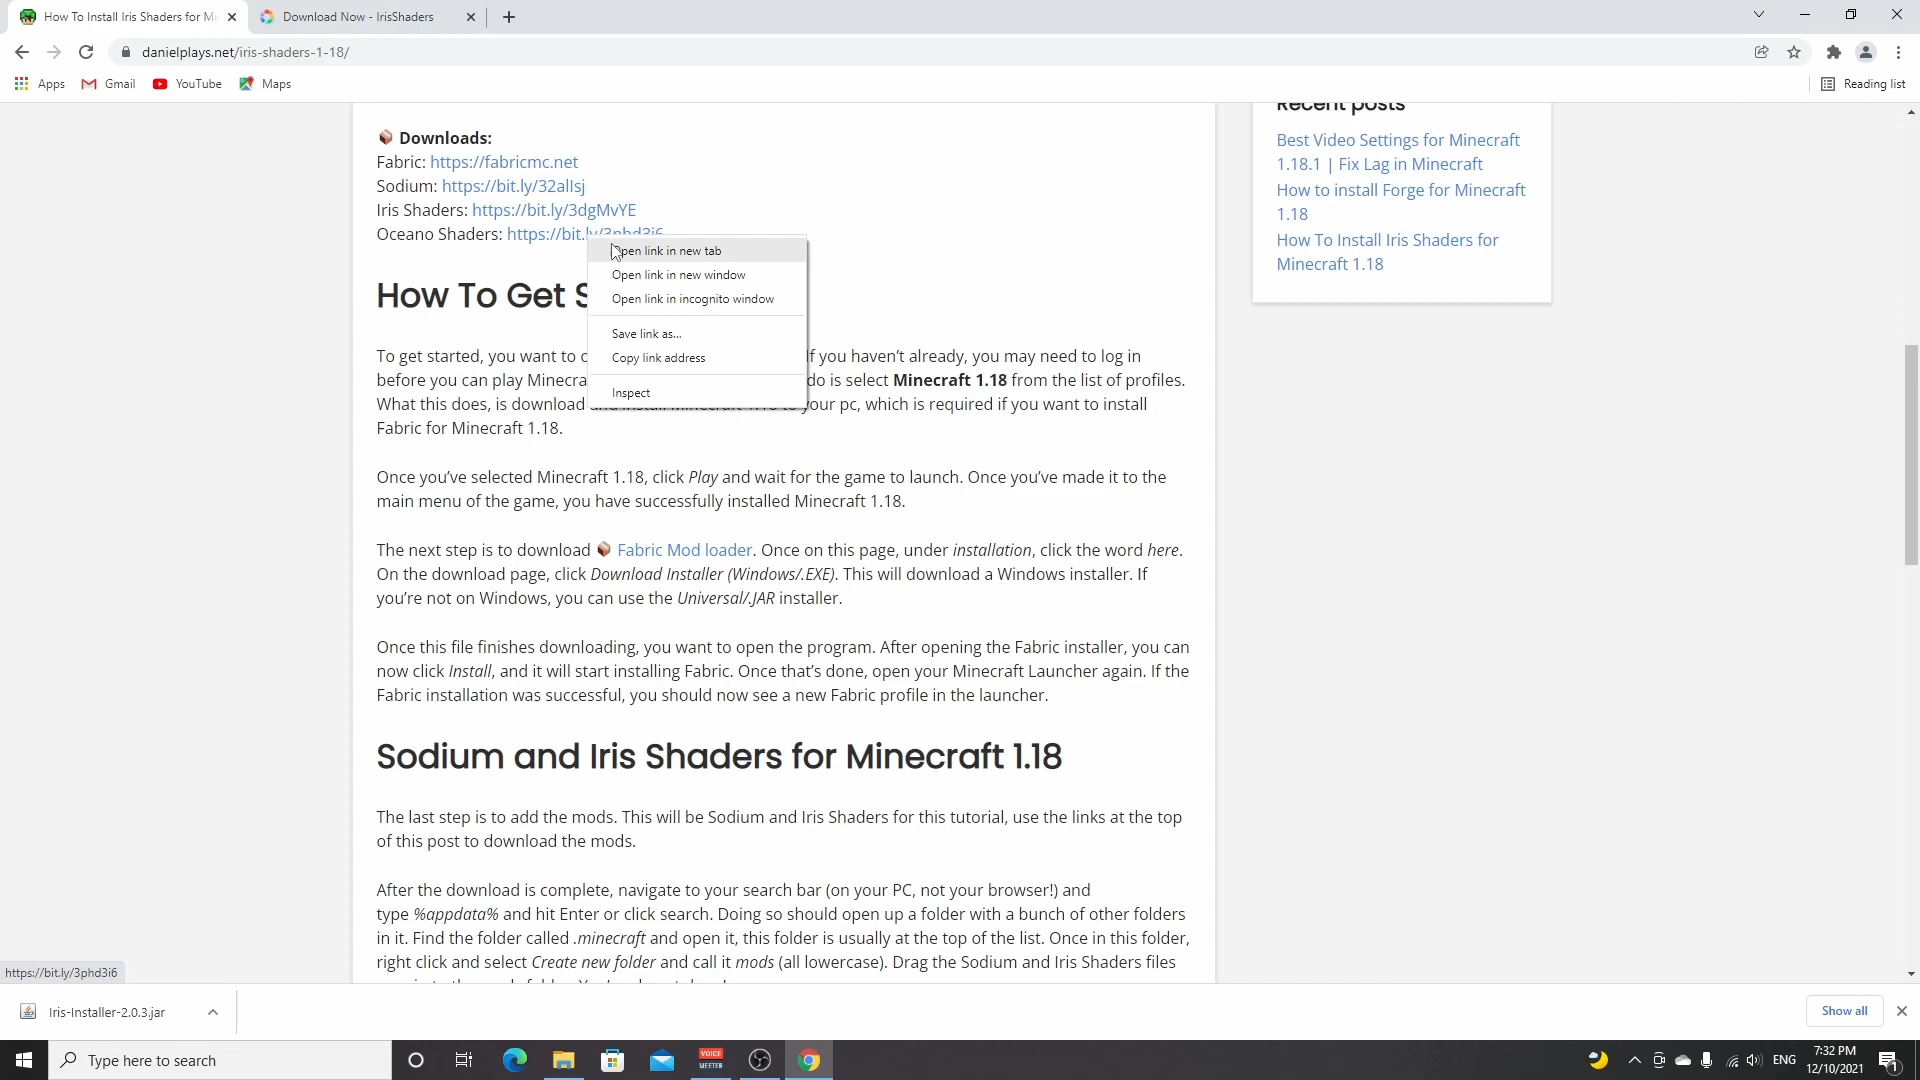 How To Install Iris Shaders for Mi
Download Now - IrisShaders
danielplays.net/iris-shaders-1-18/
Apps
Gmail
YouTube
Maps
Reading list
Downloads:
Fabric: https://fabricmc.net
Sodium: https://bit.ly/32alIsj
Iris Shaders: https://bit.ly/3dgMvYE
Oceano Shaders: https://bit.ly/3phd3i6
Open link in new tab
Open link in new window
Open link in incognito window
Save link as...
Copy link address
Inspect
How To Get S
To get started, you want to If you haven't already, you may need to log in
before you can play Minecra do is select Minecraft 1.18 from the list of profiles.
What this does, is download and install Minecraft 1.18 to your pc, which is required if you want to install
Fabric for Minecraft 1.18.
Once you've selected Minecraft 1.18, click Play and wait for the game to launch. Once you've made it to the
main menu of the game, you have successfully installed Minecraft 1.18.
The next step is to download Fabric Mod loader. Once on this page, under installation, click the word here.
On the download page, click Download Installer (Windows/.EXE). This will download a Windows installer. If
you're not on Windows, you can use the Universal/.JAR installer.
Once this file finishes downloading, you want to open the program. After opening the Fabric installer, you can
now click Install, and it will start installing Fabric. Once that's done, open your Minecraft Launcher again. If the
Fabric installation was successful, you should now see a new Fabric profile in the launcher.
Sodium and Iris Shaders for Minecraft 1.18
The last step is to add the mods. This will be Sodium and Iris Shaders for this tutorial, use the links at the top
of this post to download the mods.
After the download is complete, navigate to your search bar (on your PC, not your browser!) and
type %appdata% and hit Enter or click search. Doing so should open up a folder with a bunch of other folders
in it. Find the folder called .minecraft and open it, this folder is usually at the top of the list. Once in this folder,
right click and select Create new folder and call it mods (all lowercase). Drag the Sodium and Iris Shaders files
Recent posts
Best Video Settings for Minecraft
1.18.1 | Fix Lag in Minecraft
How to install Forge for Minecraft
1.18
How To Install Iris Shaders for
Minecraft 1.18
https://bit.ly/3phd3i6
Iris-Installer-2.0.3.jar
Show all
Type here to search
VOICE
MEETER
ENG
7:32 PM
12/10/2021
1